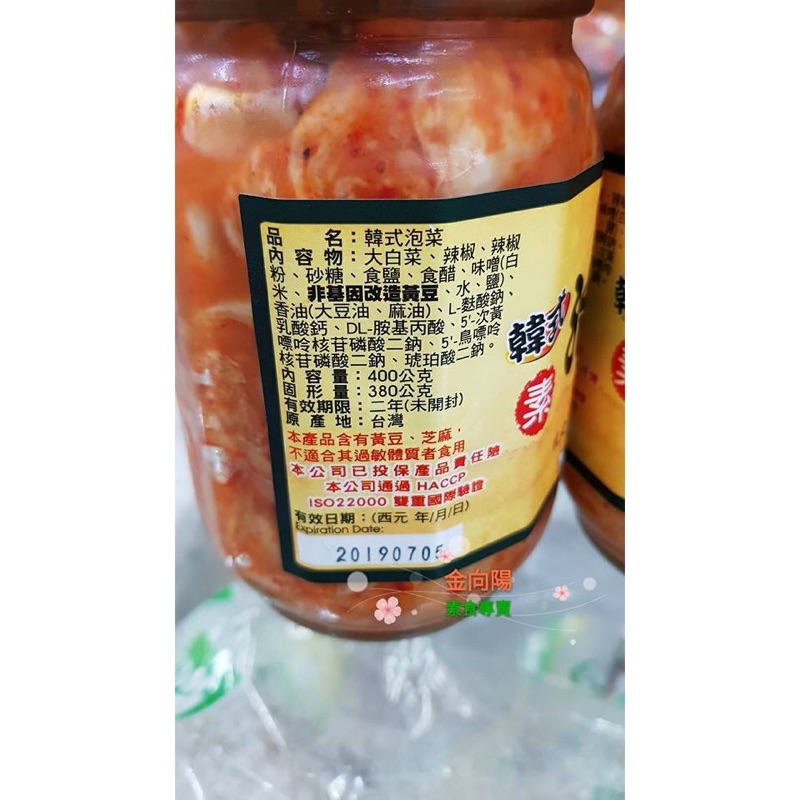 品名：韓式泡菜
內容物：大白菜、辣椒、辣椒
粉、砂糖、食鹽、食醋、味噌(白
米、非基因改造黃豆、水、鹽)、
香油(大豆油、麻油)、L-麩酸鈉、
乳酸鈣、DL-胺基丙酸、5'-次黃
嘌呤核苷磷酸二鈉、5'-鳥嘌呤
核苷磷酸二鈉、琥珀酸二鈉。
內容量：400公克
固形量：380公克
有效期限：二年(未開封)
原產地：台灣
本產品含有黃豆、芝麻，
不適合其過敏體質者食用
本公司已投保產品責任險
本公司通過 HACCP
ISO22000 雙重國際驗證
有效日期：(西元 年/月/日)
Expiration Date:
20190705
韓式
素
金向陽
素食專賣